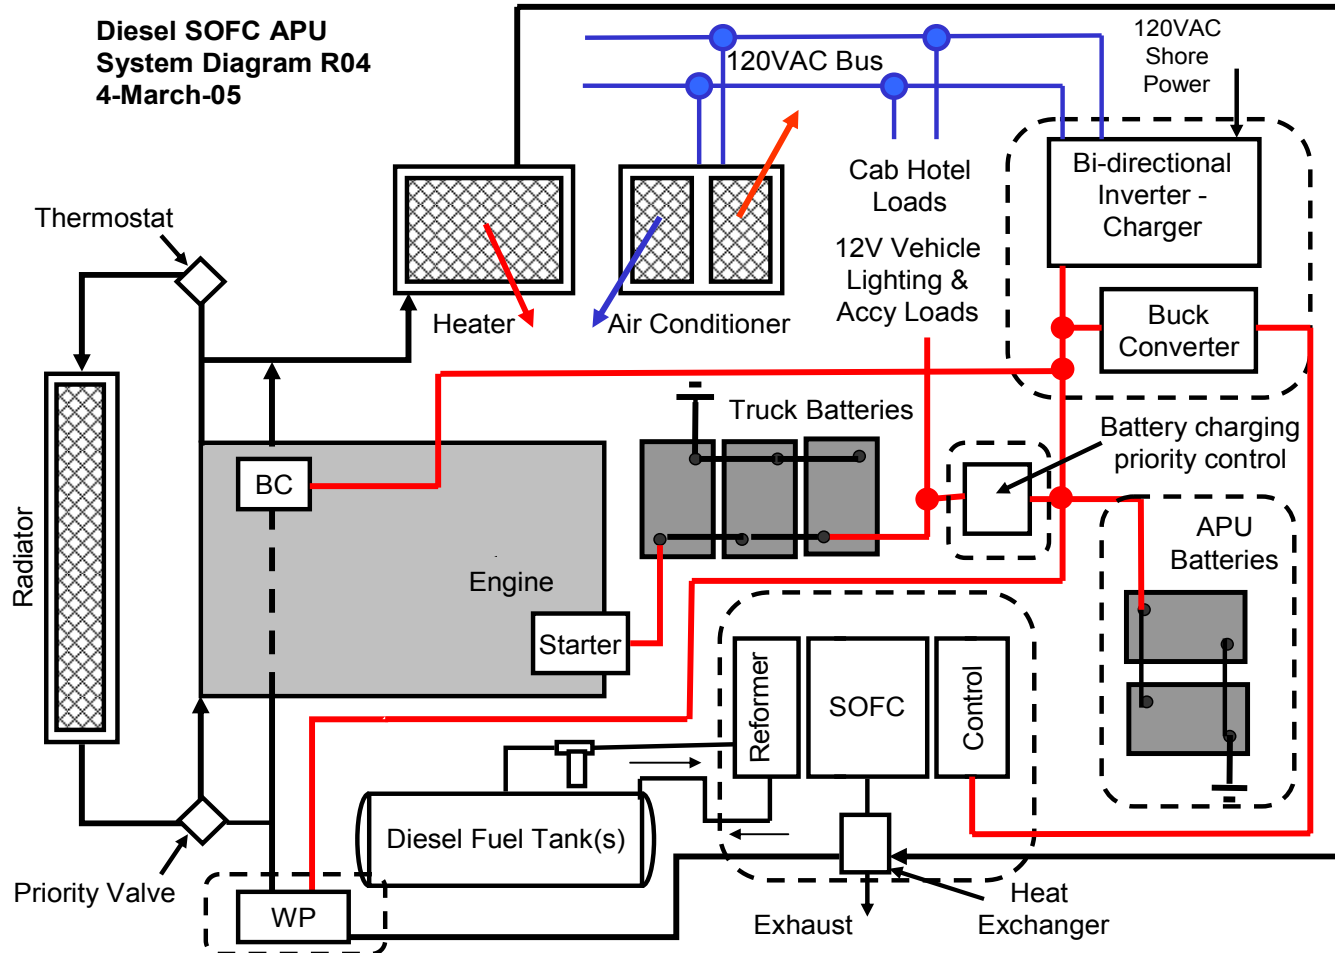 Diesel SOFC APU
System Diagram R04
4-March-05
120VAC Bus
120VAC
Shore
Power
Bi-directional
Inverter -
Charger
Cab Hotel
Loads
12V Vehicle
Lighting &
Accy Loads
Thermostat
Heater
Air Conditioner
Buck
Converter
Truck Batteries
Battery charging
priority control
BC
Radiator
Engine
APU
Batteries
Starter
Reformer
SOFC
Control
Diesel Fuel Tank(s)
Priority Valve
WP
Exhaust
Heat
Exchanger